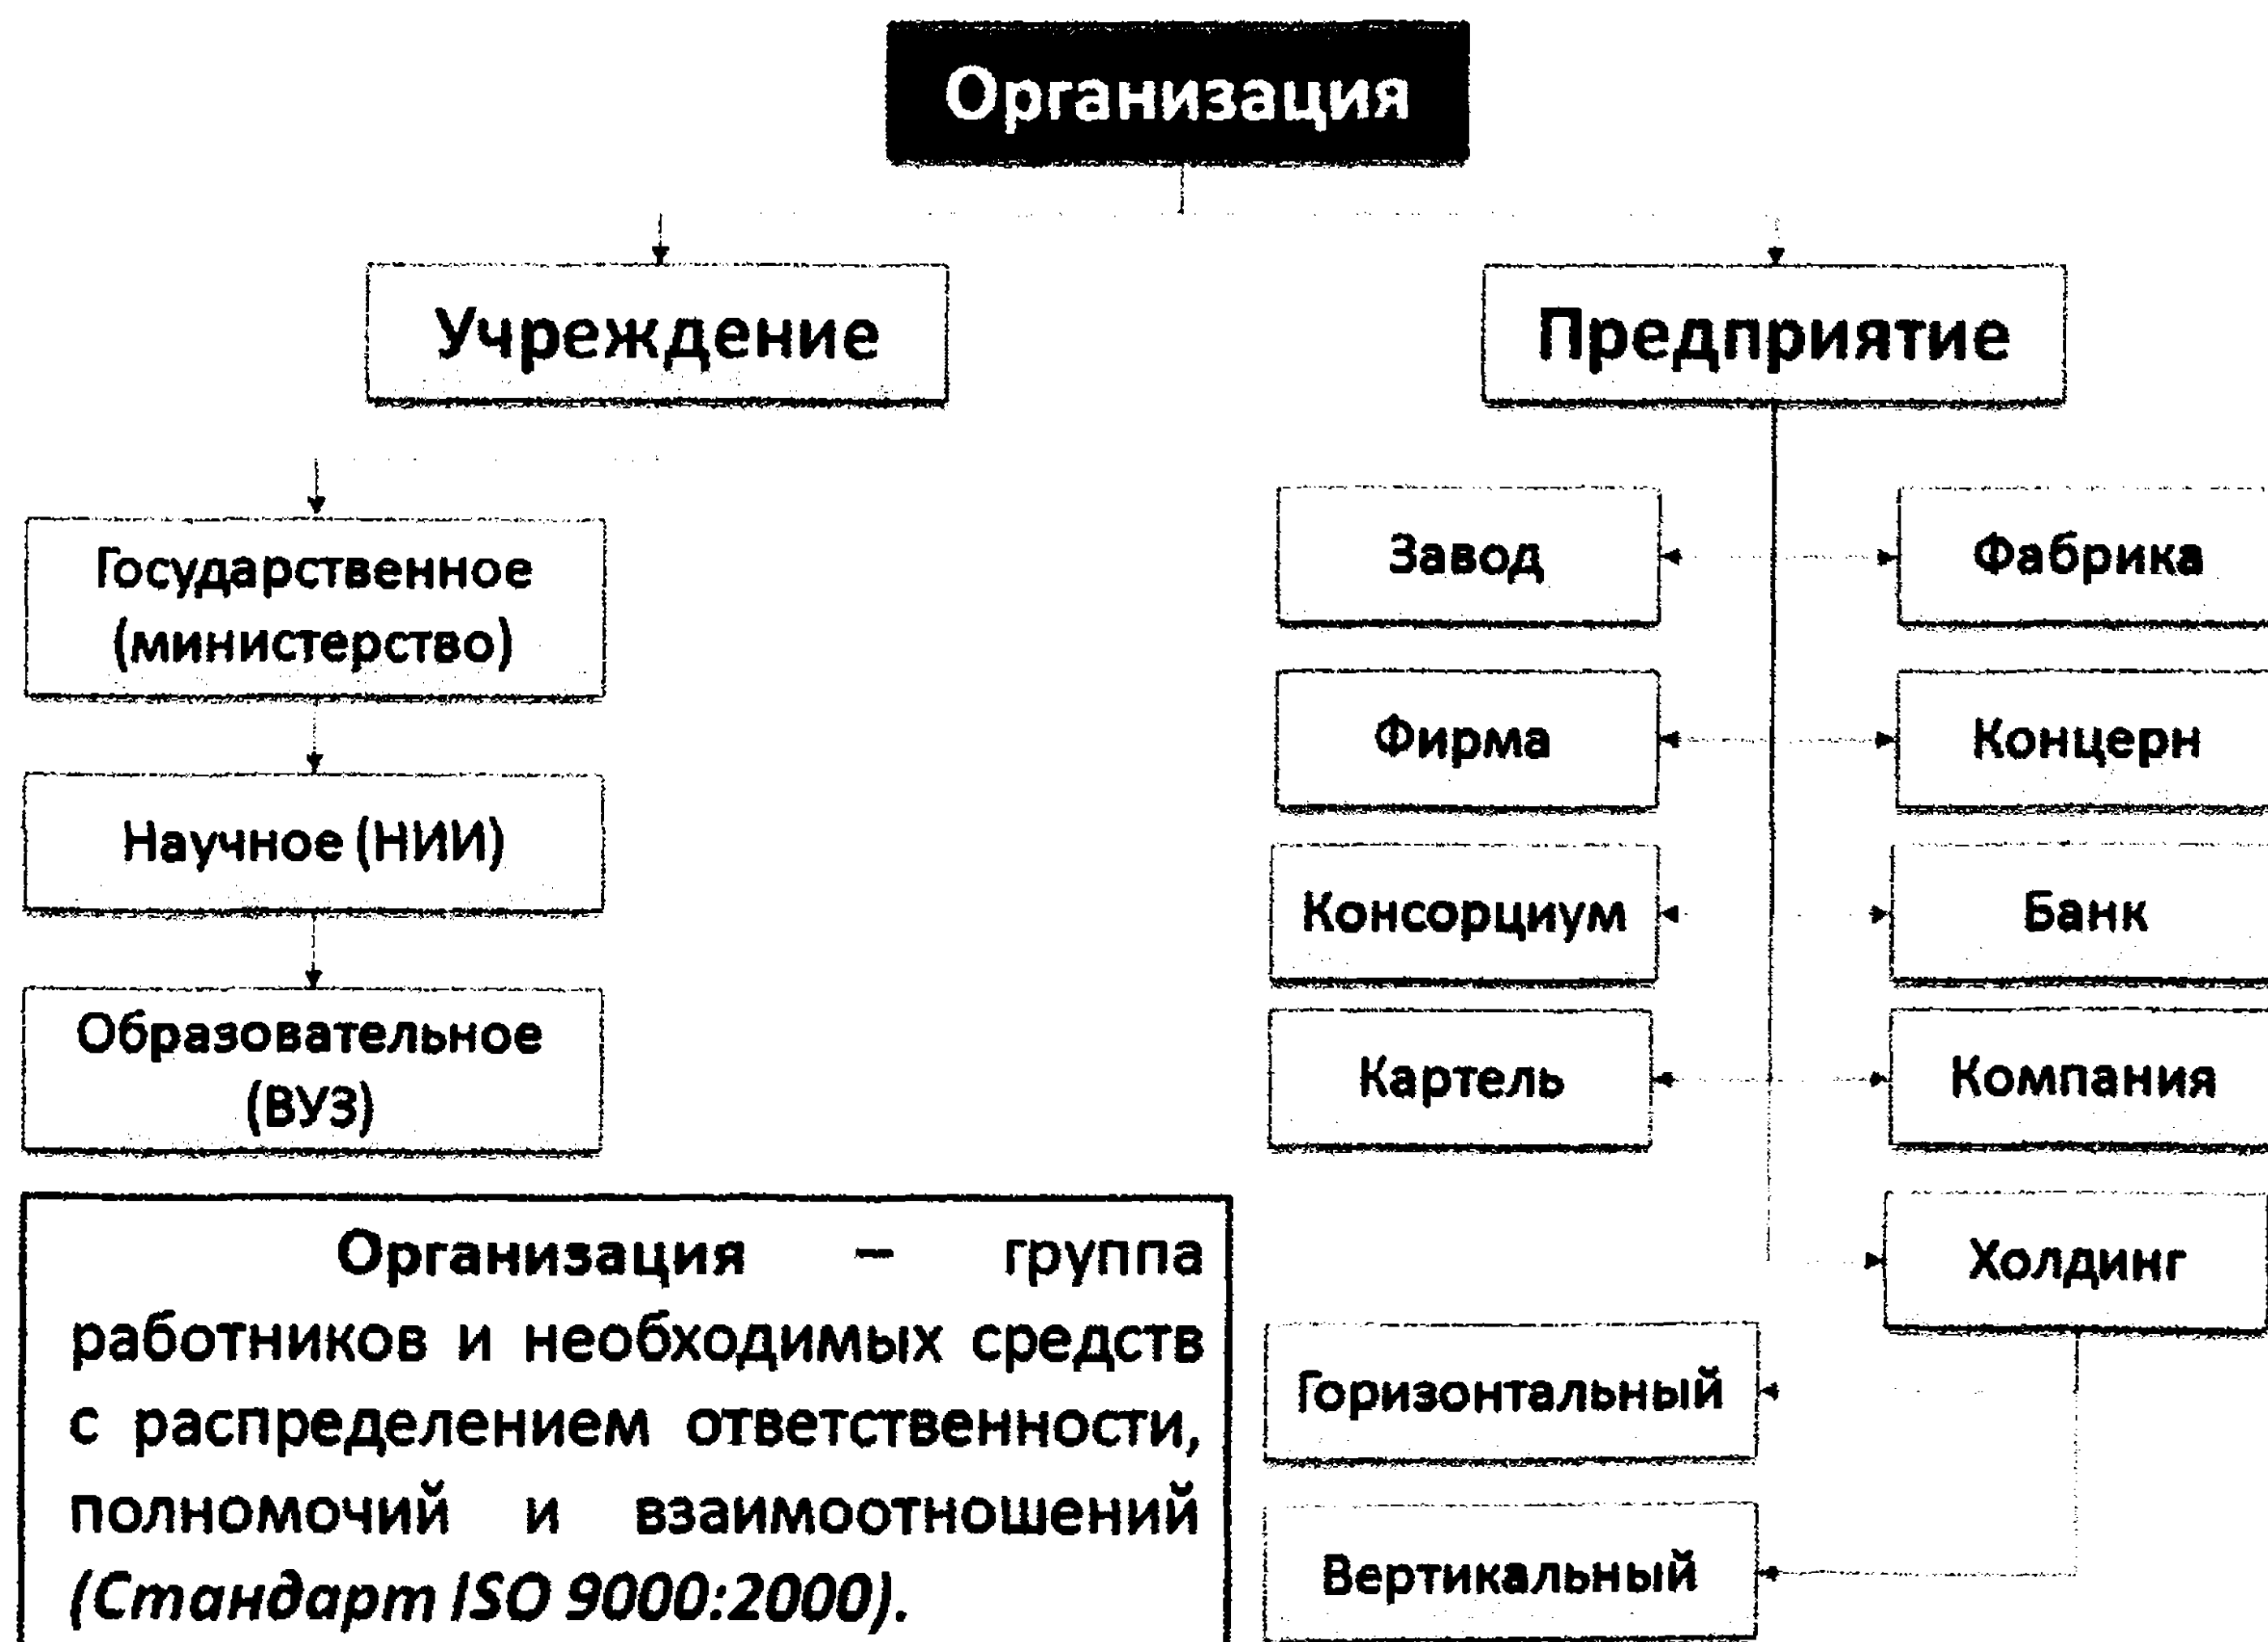 Организация
Учреждение
Предприятие
Государственное
(министерство)
Научное (НИИ)
Образовательное
(ВУЗ)
Завод
Фабрика
Фирма
Концерн
Консорциум
Банк
Картель
Компания
Холдинг
Горизонтальный
Вертикальный
Организация – группа
работников и необходимых средств
с распределением ответственности,
полномочий и взаимоотношений
(Стандарт ISO 9000:2000).